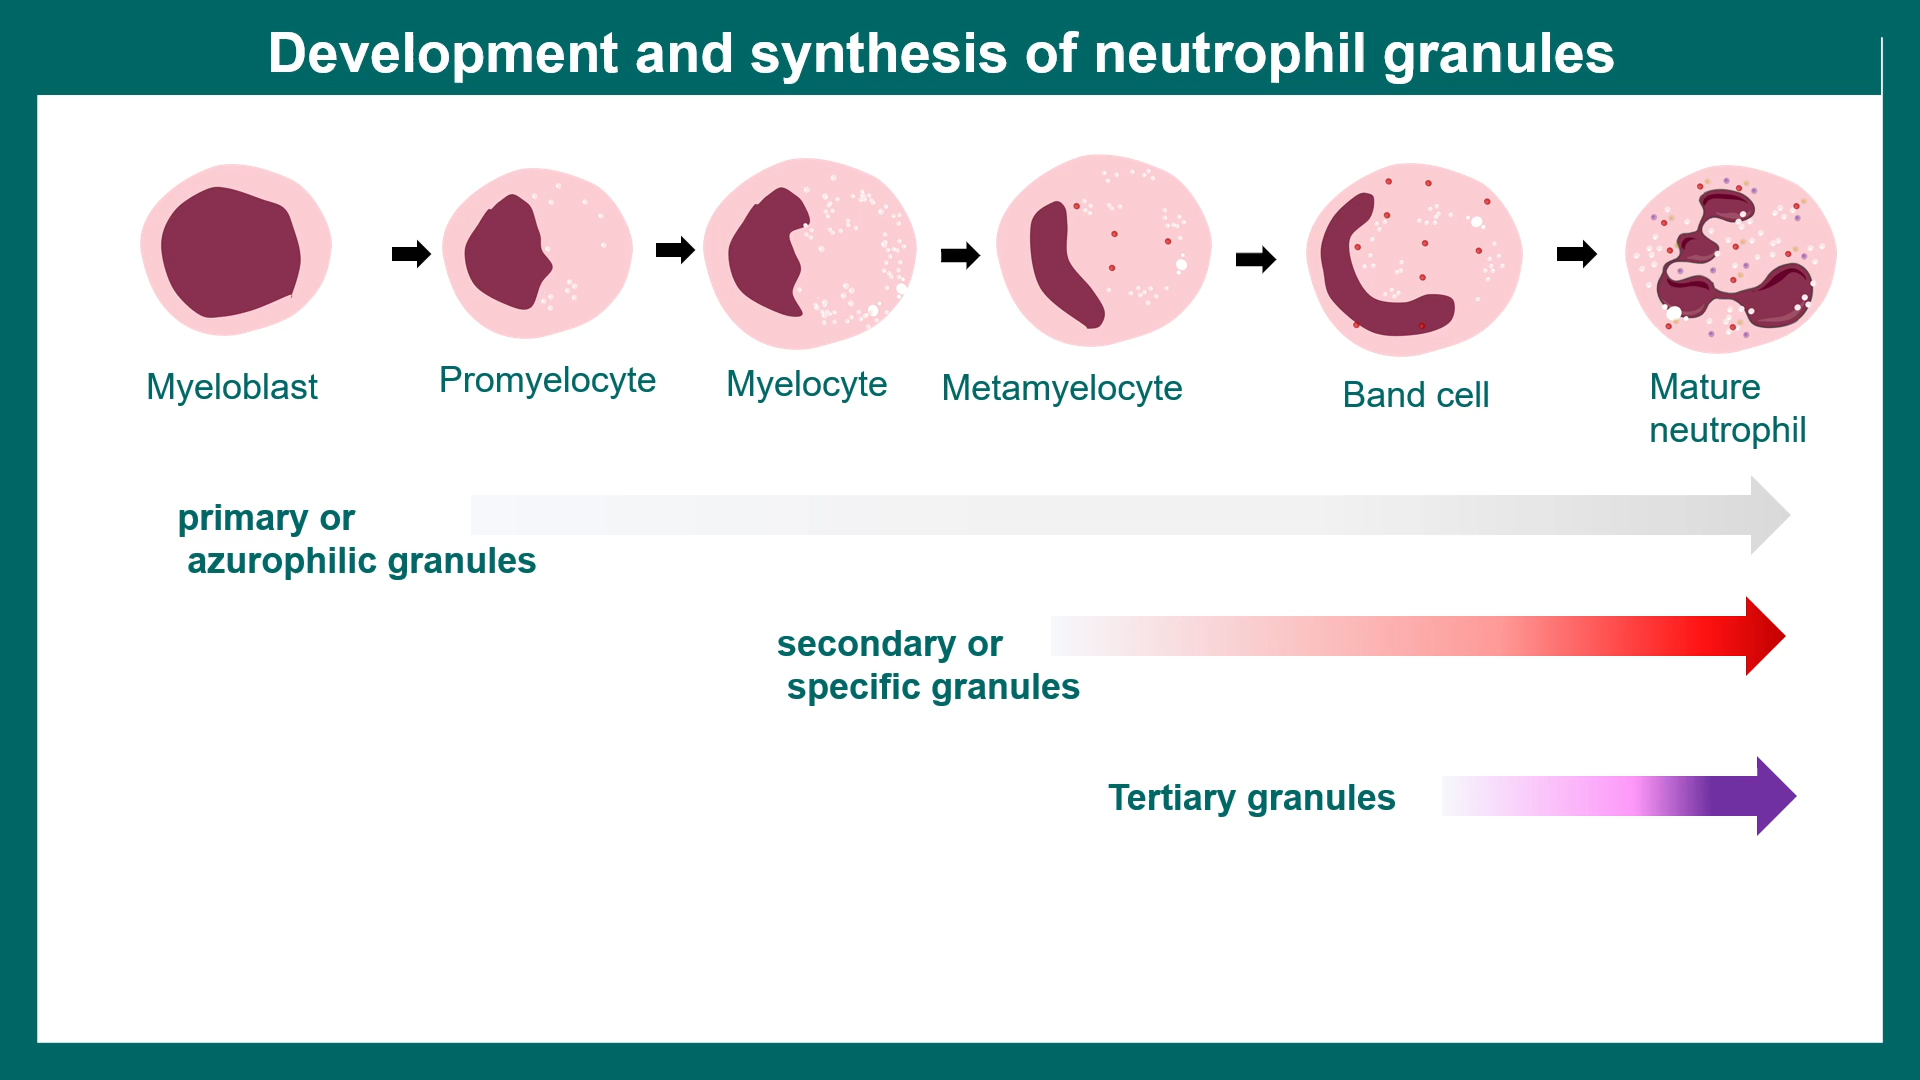 Development and synthesis of neutrophil granules
Myeloblast
Promyelocyte
Myelocyte
Metamyelocyte
Band cell
Mature
neutrophil
primary or
azurophilic granules
secondary or
specific granules
Tertiary granules